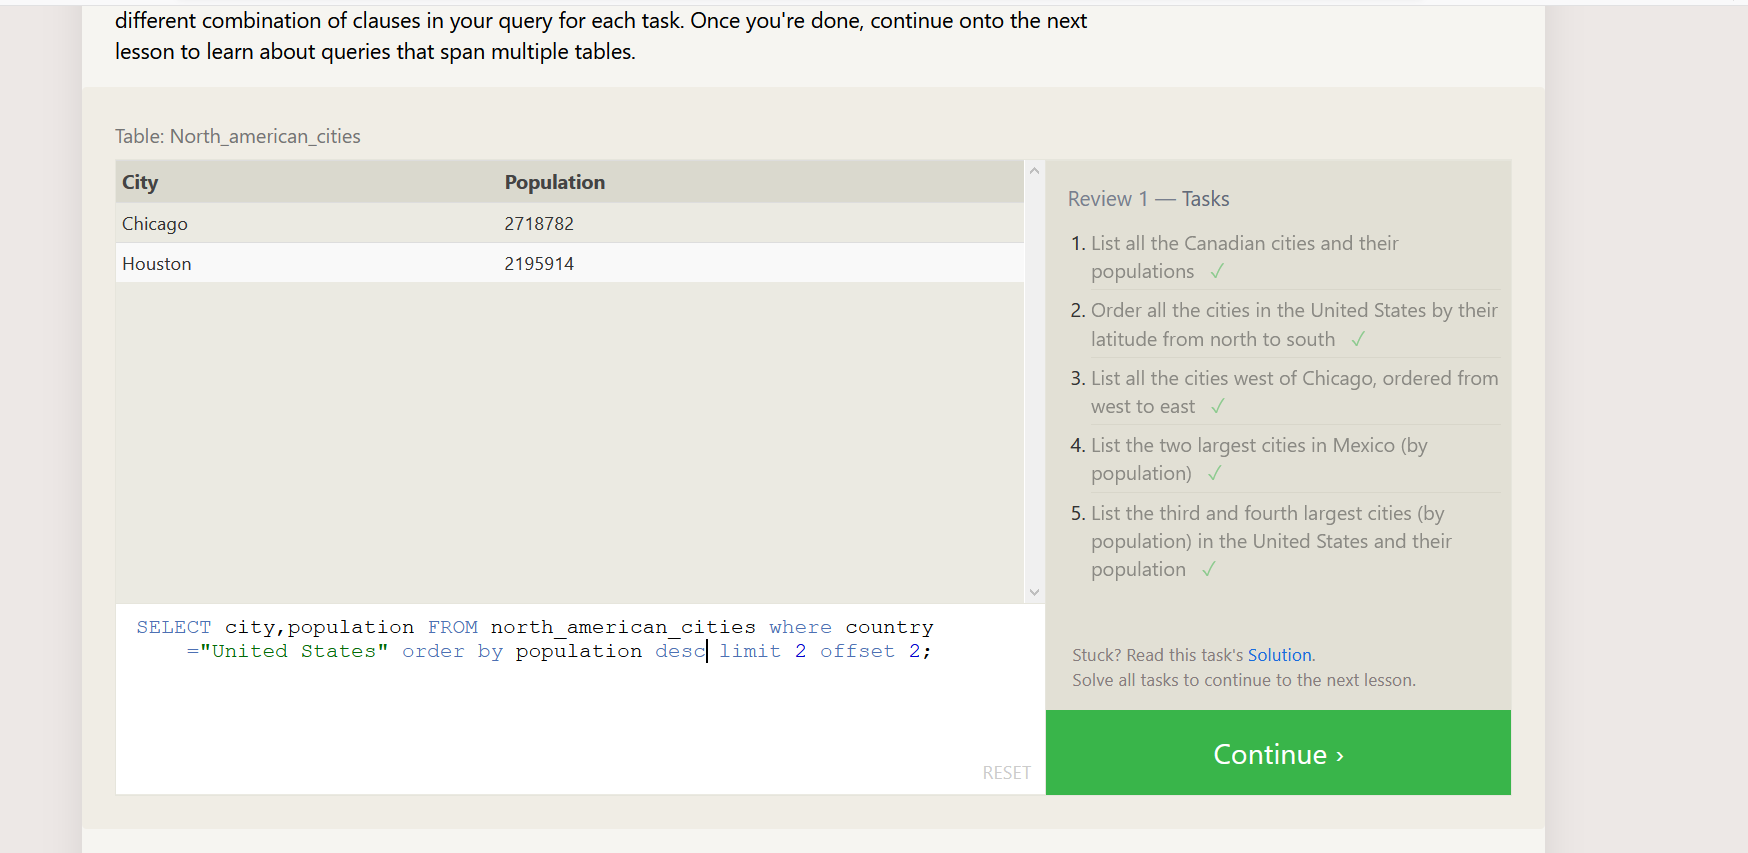 different combination of clauses in your query for each task. Once you're done, continue onto the next
lesson to learn about queries that span multiple tables.
Table: North_american_cities
City Population
Chicago 2718782
Houston 2195914
SELECT city,population FROM north_american_cities where country
="United States" order by population desc limit 2 offset 2;
RESET
Review 1 — Tasks
1. List all the Canadian cities and their
populations ✓
2. Order all the cities in the United States by their
latitude from north to south ✓
3. List all the cities west of Chicago, ordered from
west to east ✓
4. List the two largest cities in Mexico (by
population) ✓
5. List the third and fourth largest cities (by
population) in the United States and their
population ✓
Stuck? Read this task's Solution.
Solve all tasks to continue to the next lesson.
Continue ›